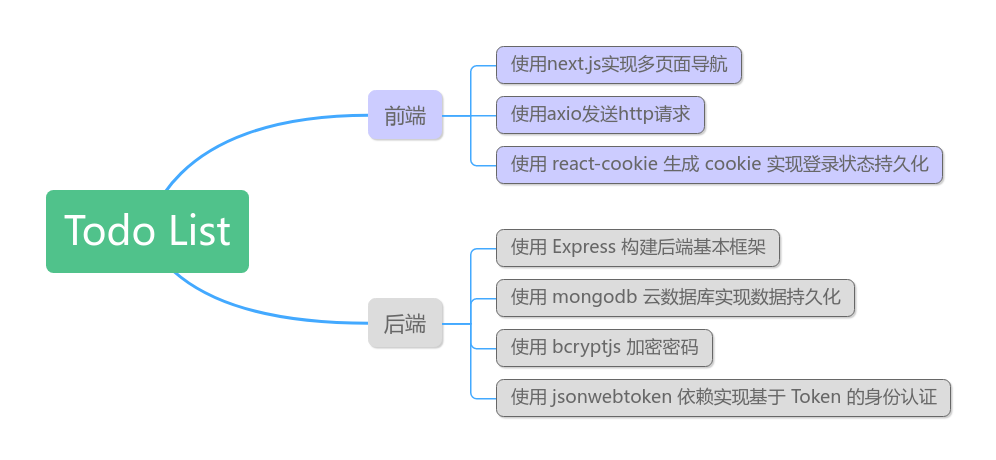 Todo List
前端
使用next.js实现多页面导航
使用axio发送http请求
使用 react-cookie 生成 cookie 实现登录状态持久化
后端
使用 Express 构建后端基本框架
使用 mongodb 云数据库实现数据持久化
使用 bcryptjs 加密密码
使用 jsonwebtoken 依赖实现基于 Token 的身份认证